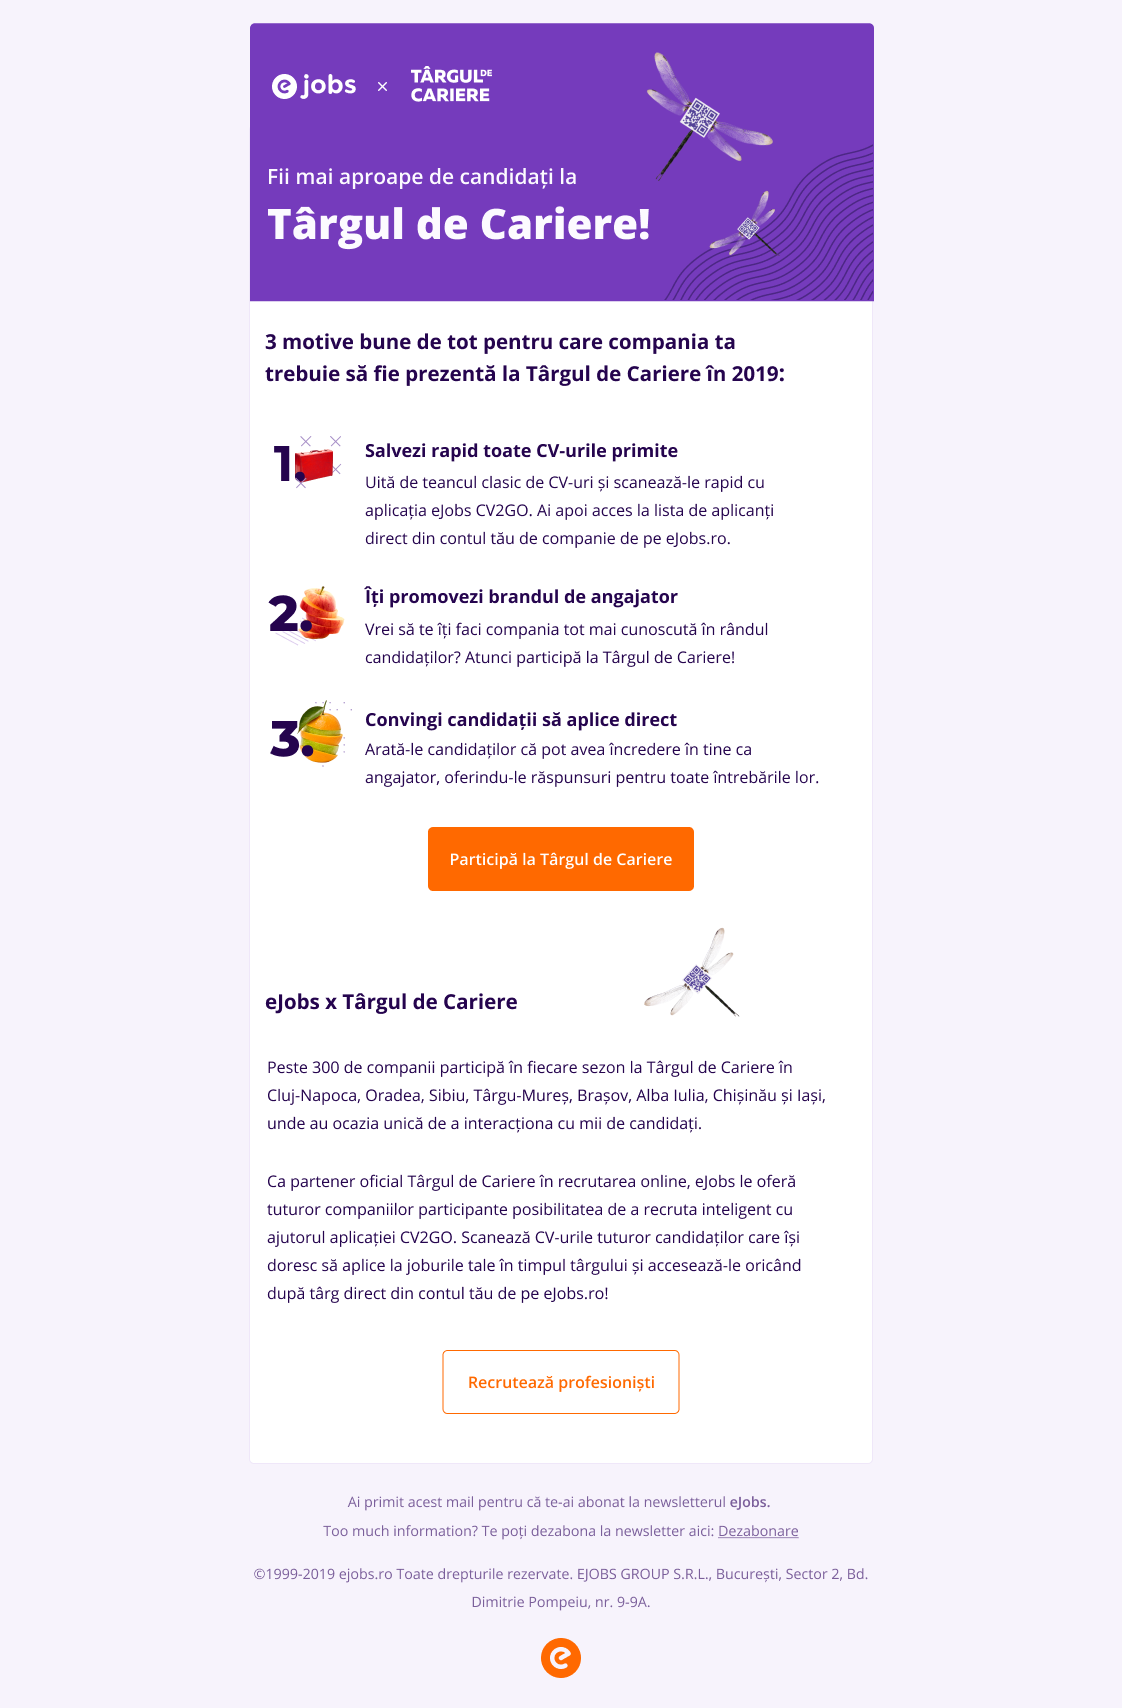 e jobs × TÂRGUL DE CARIERE
Fii mai aproape de candidați la
Târgul de Cariere!
3 motive bune de tot pentru care compania ta
trebuie să fie prezentă la Târgul de Cariere în 2019:
1.
Salvezi rapid toate CV-urile primite
Uită de teancul clasic de CV-uri și scanează-le rapid cu
aplicația eJobs CV2GO. Ai apoi acces la lista de aplicanți
direct din contul tău de companie de pe eJobs.ro.
2.
Îți promovezi brandul de angajator
Vrei să te îți faci compania tot mai cunoscută în rândul
candidaților? Atunci participă la Târgul de Cariere!
3.
Convingi candidații să aplice direct
Arată-le candidaților că pot avea încredere în tine ca
angajator, oferindu-le răspunsuri pentru toate întrebările lor.
Participă la Târgul de Cariere
eJobs x Târgul de Cariere
Peste 300 de companii participă în fiecare sezon la Târgul de Cariere în
Cluj-Napoca, Oradea, Sibiu, Târgu-Mureș, Brașov, Alba Iulia, Chișinău și Iași,
unde au ocazia unică de a interacționa cu mii de candidați.
Ca partener oficial Târgul de Cariere în recrutarea online, eJobs le oferă
tuturor companiilor participante posibilitatea de a recruta inteligent cu
ajutorul aplicației CV2GO. Scanează CV-urile tuturor candidaților care își
doresc să aplice la joburile tale în timpul târgului și accesează-le oricând
după târg direct din contul tău de pe eJobs.ro!
Recrutează profesioniști
Ai primit acest mail pentru că te-ai abonat la newsletterul eJobs.
Too much information? Te poți dezabona la newsletter aici: Dezabonare
©1999-2019 ejobs.ro Toate drepturile rezervate. EJOBS GROUP S.R.L., București, Sector 2, Bd.
Dimitrie Pompeiu, nr. 9-9A.
e